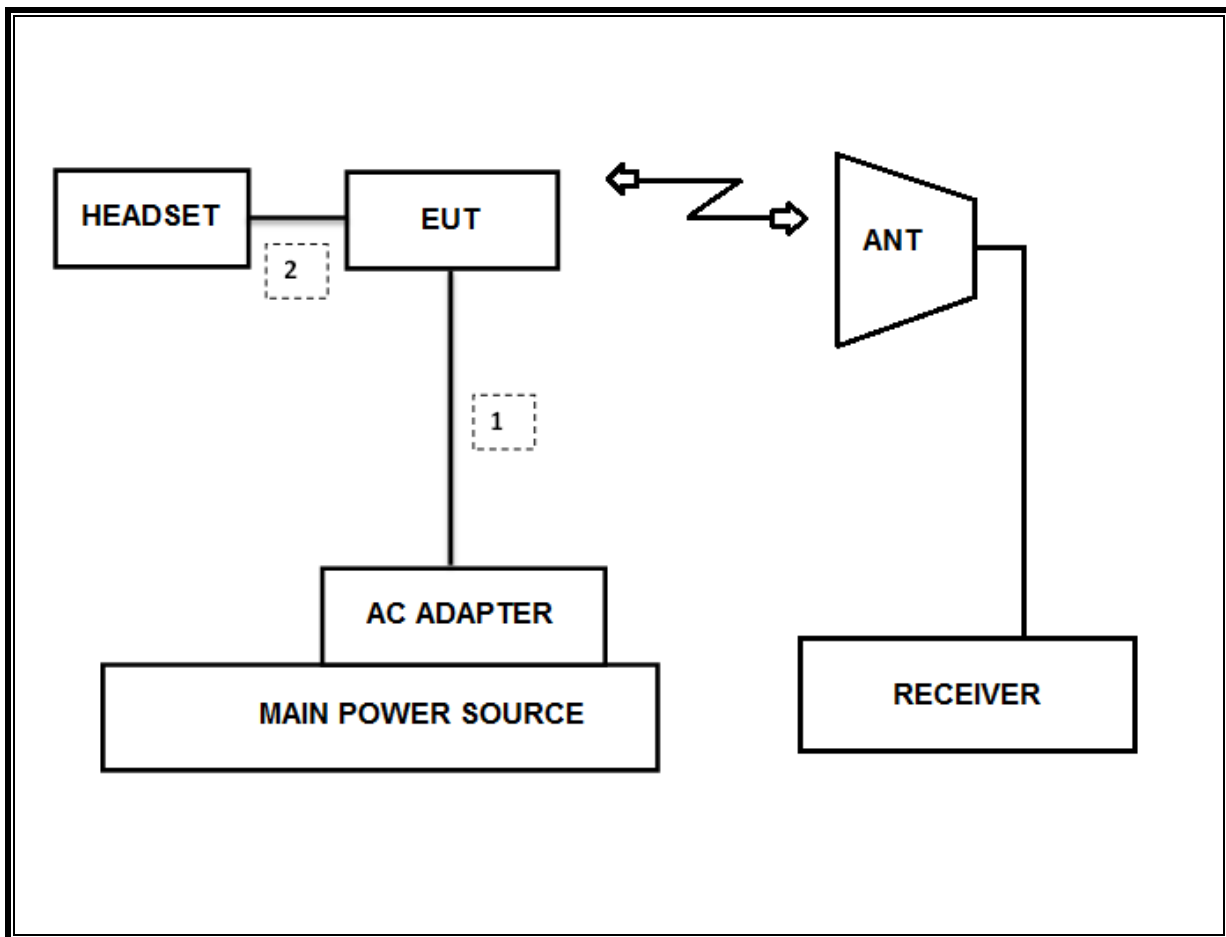 HEADSET
EUT
ANT
2
1
AC ADAPTER
MAIN POWER SOURCE
RECEIVER